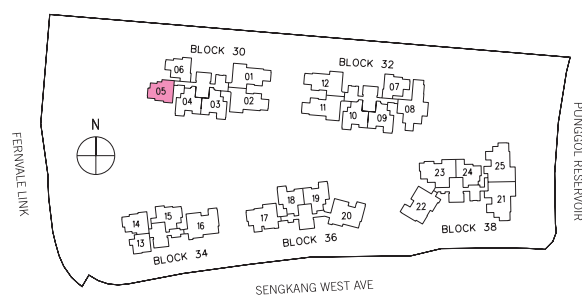 BLOCK 30
BLOCK 32
06
01
05
04
03
02
12
07
11
10
09
08
N
FERNVALE LINK
PUNGGOL RESERVOIR
23
24
25
22
21
BLOCK 38
14
15
16
13
BLOCK 34
18
19
17
20
BLOCK 36
SENGKANG WEST AVE